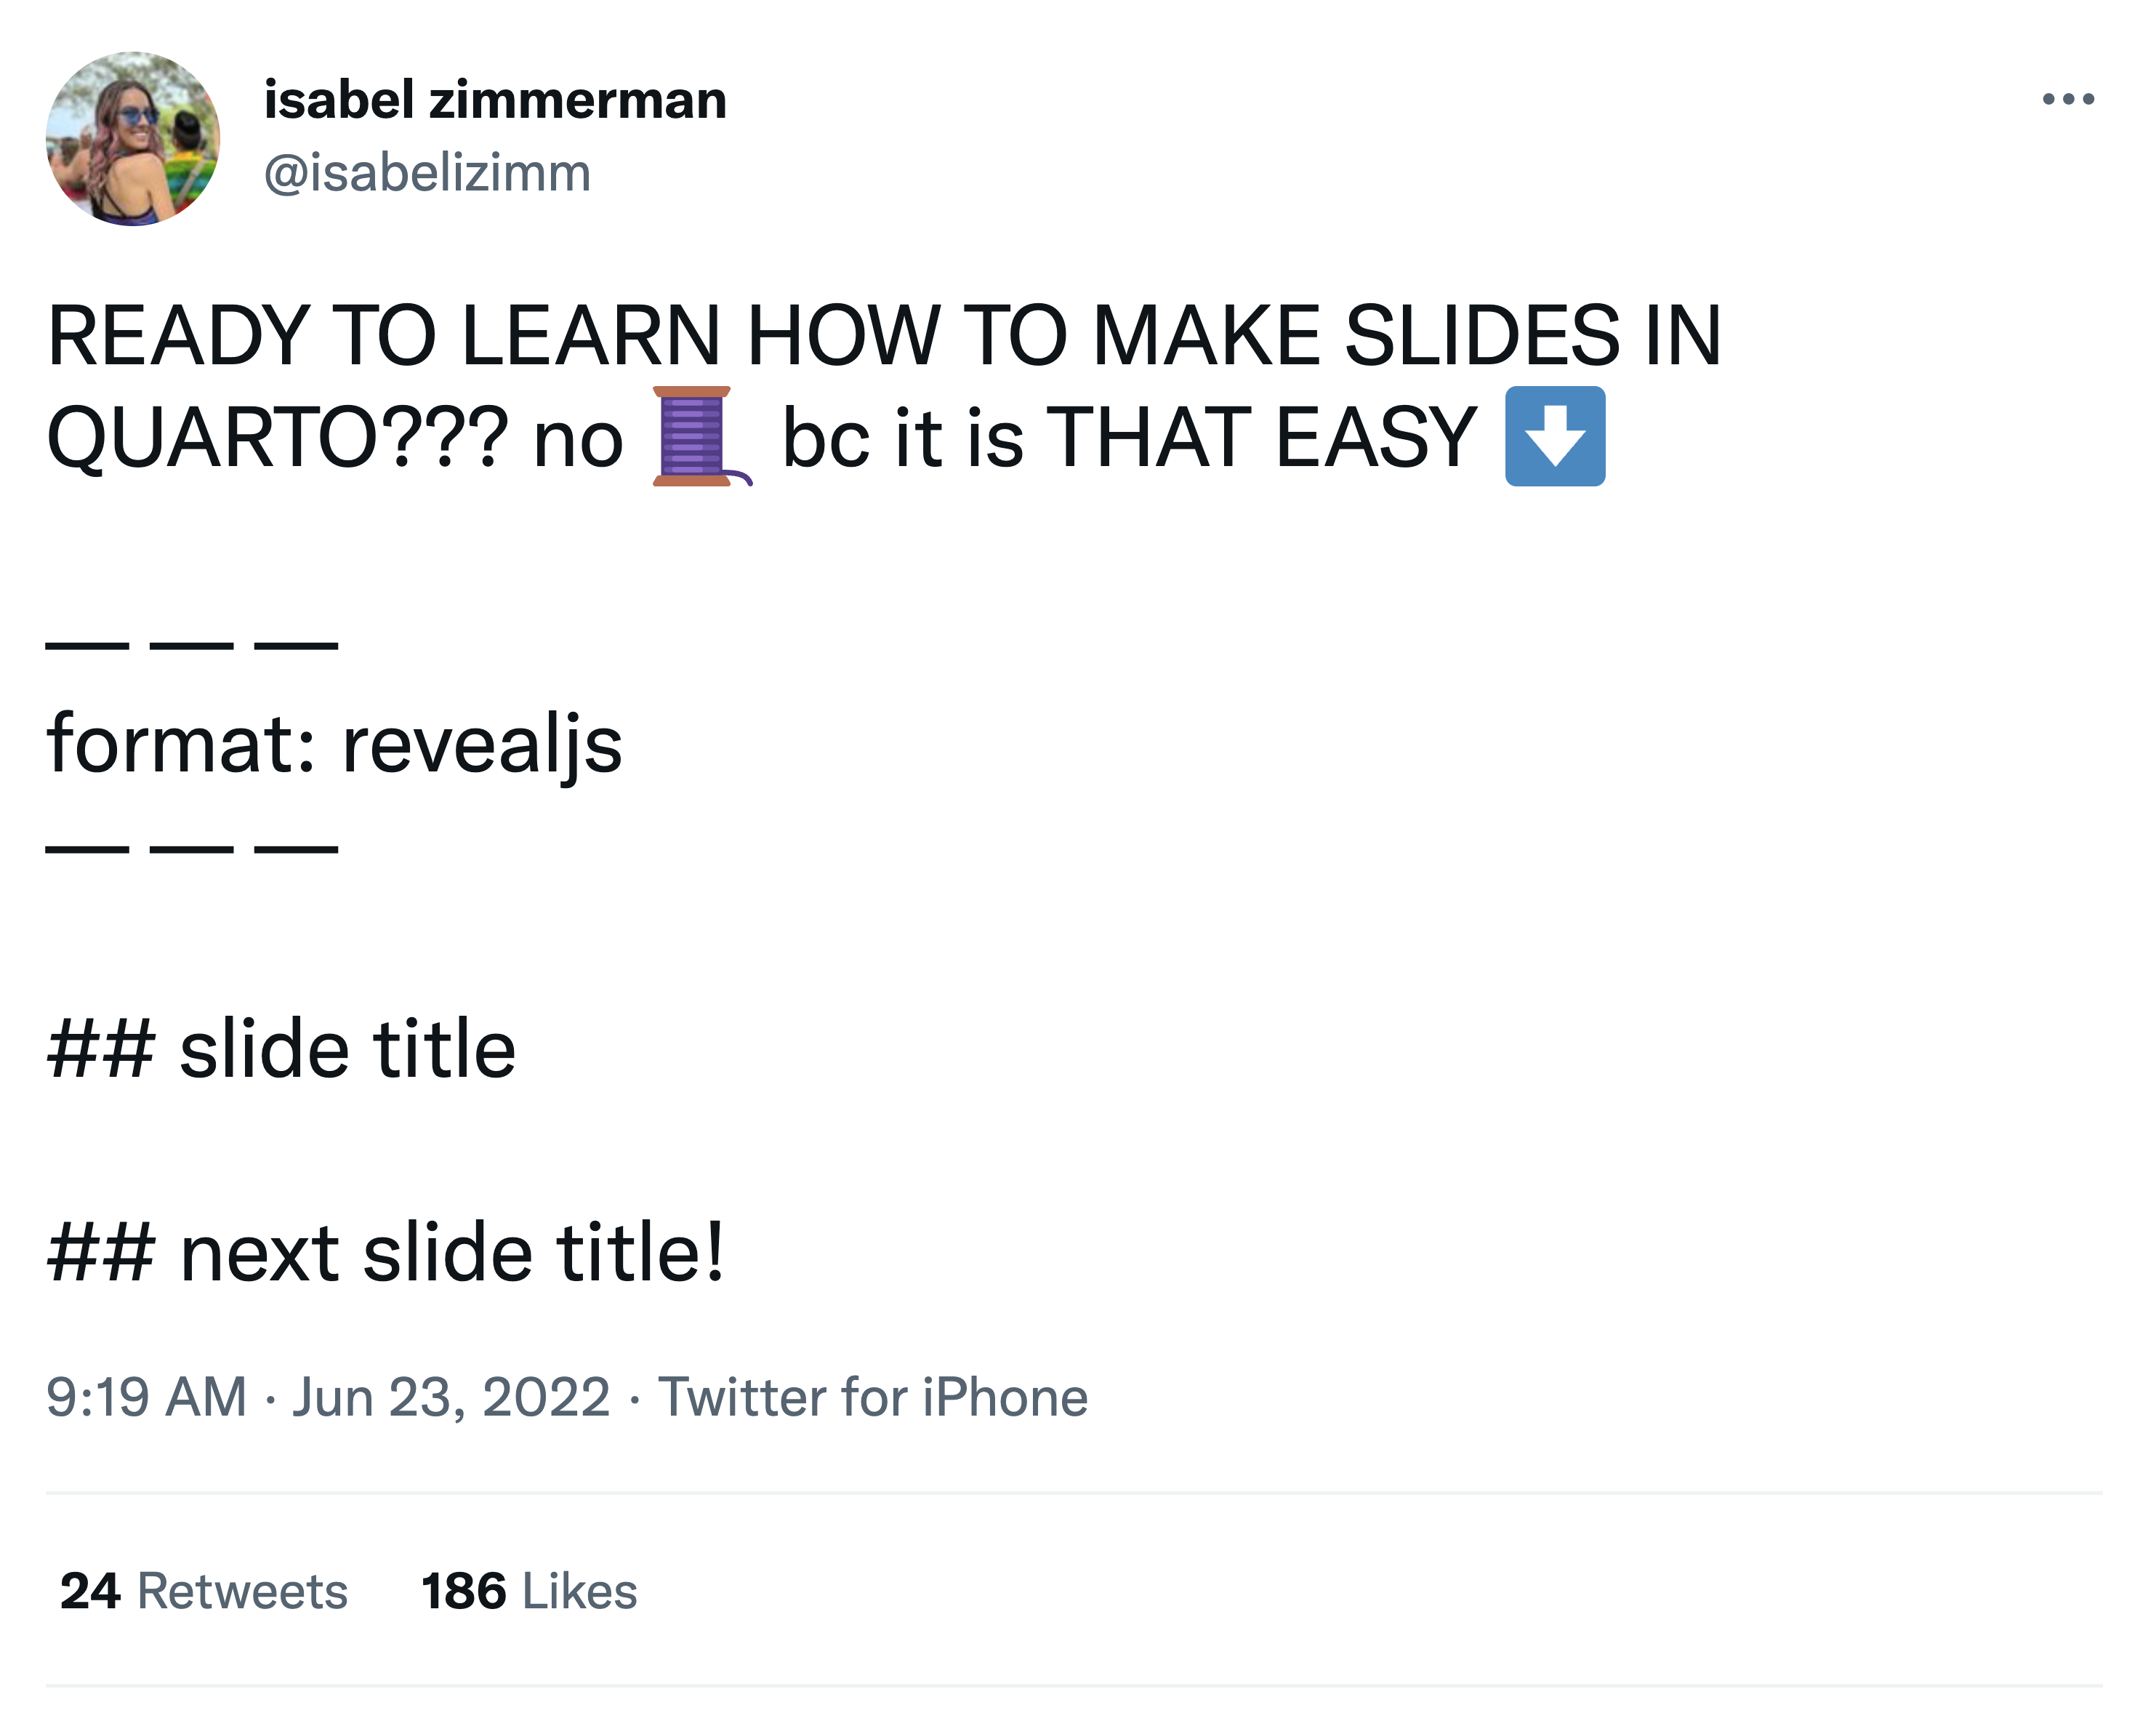 isabel zimmerman
@isabelizimm
READY TO LEARN HOW TO MAKE SLIDES IN
QUARTO??? no 🧵 bc it is THAT EASY ⬇️
— — —
format: revealjs
— — —
## slide title
## next slide title!
9:19 AM · Jun 23, 2022 · Twitter for iPhone
24 Retweets 186 Likes